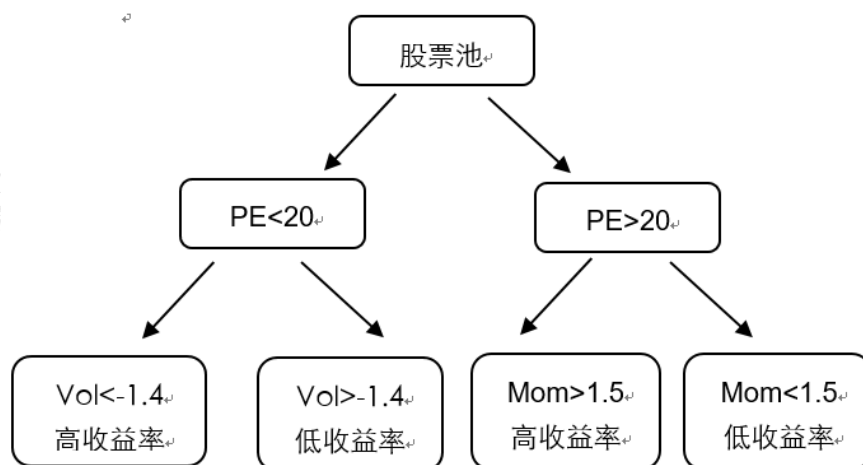 股票池
PE<20
PE>20
Vol<-1.4
高收益率
Vol>-1.4
低收益率
Mom>1.5
高收益率
Mom<1.5
低收益率